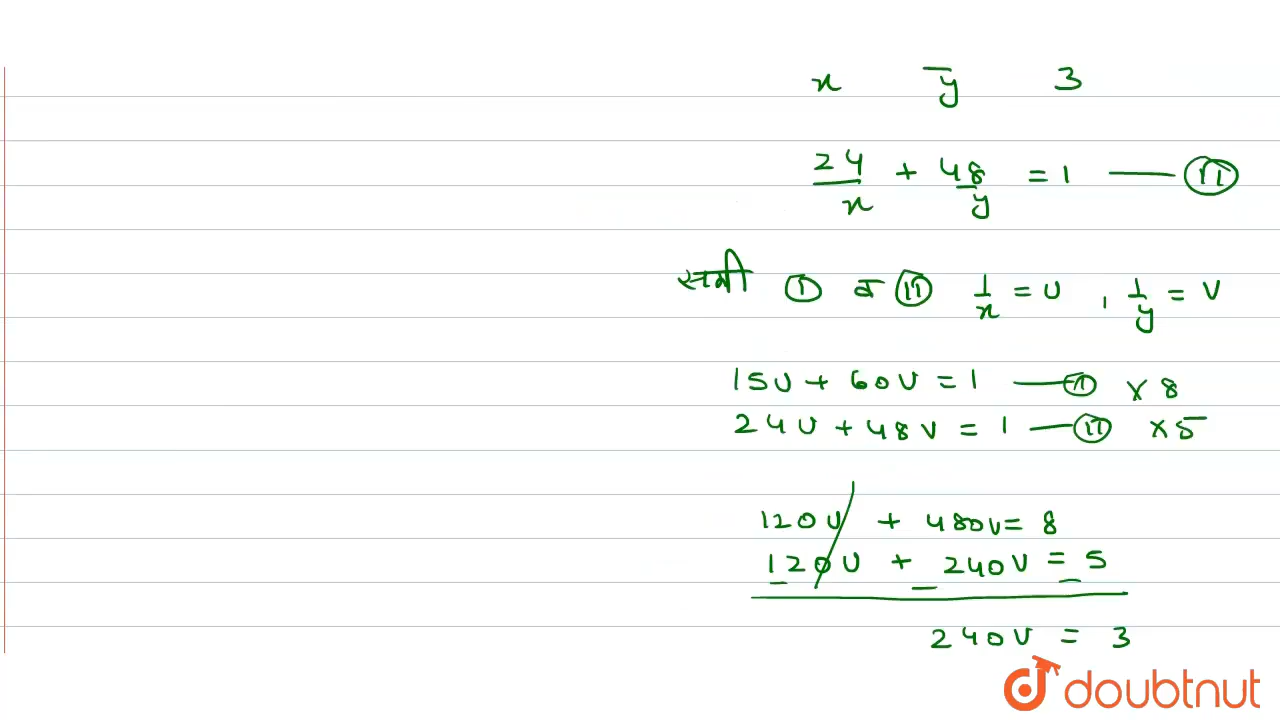 x y 3
24/x + 48/y = 1 — II
समी I व II 1/x = U , 1/y = V
15U + 60V = 1 — I × 8
24U + 48V = 1 — II × 5
120U + 480V = 8
120U + 240V = 5
240V = 3
doubtnut